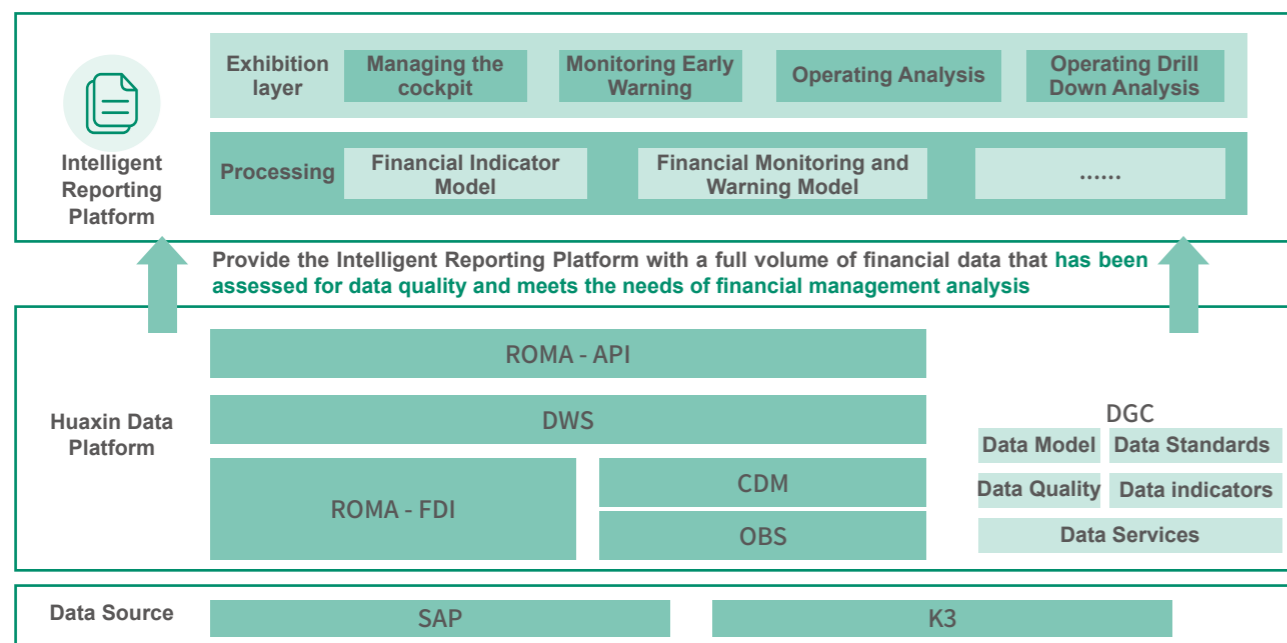 Intelligent
Reporting
Platform
Exhibition
layer
Managing the
cockpit
Monitoring Early
Warning
Operating Analysis
Operating Drill
Down Analysis
Processing
Financial Indicator
Model
Financial Monitoring and
Warning Model
......
Provide the Intelligent Reporting Platform with a full volume of financial data that has been
assessed for data quality and meets the needs of financial management analysis
Huaxin Data
Platform
ROMA - API
DWS
ROMA - FDI
CDM
OBS
DGC
Data Model
Data Standards
Data Quality
Data indicators
Data Services
Data Source
SAP
K3